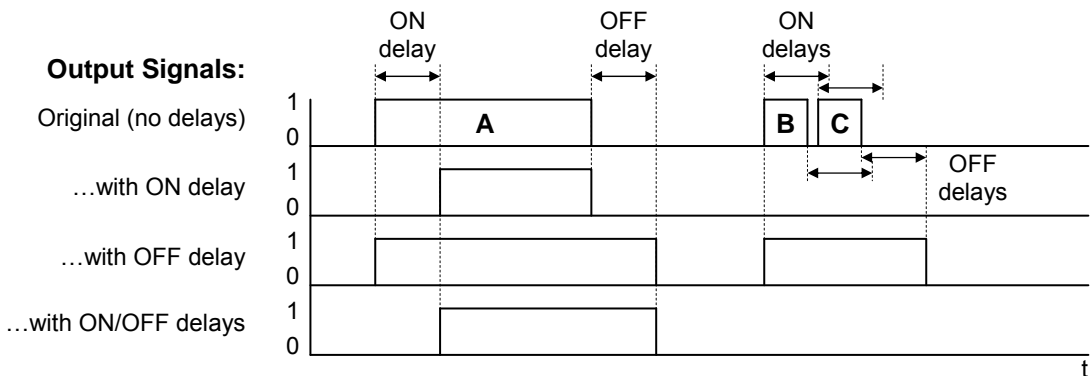 ON
delay
OFF
delay
ON
delays
Output Signals:
Original (no delays)
1
0
A
B
C
OFF
delays
…with ON delay
1
0
…with OFF delay
1
0
…with ON/OFF delays
1
0
t